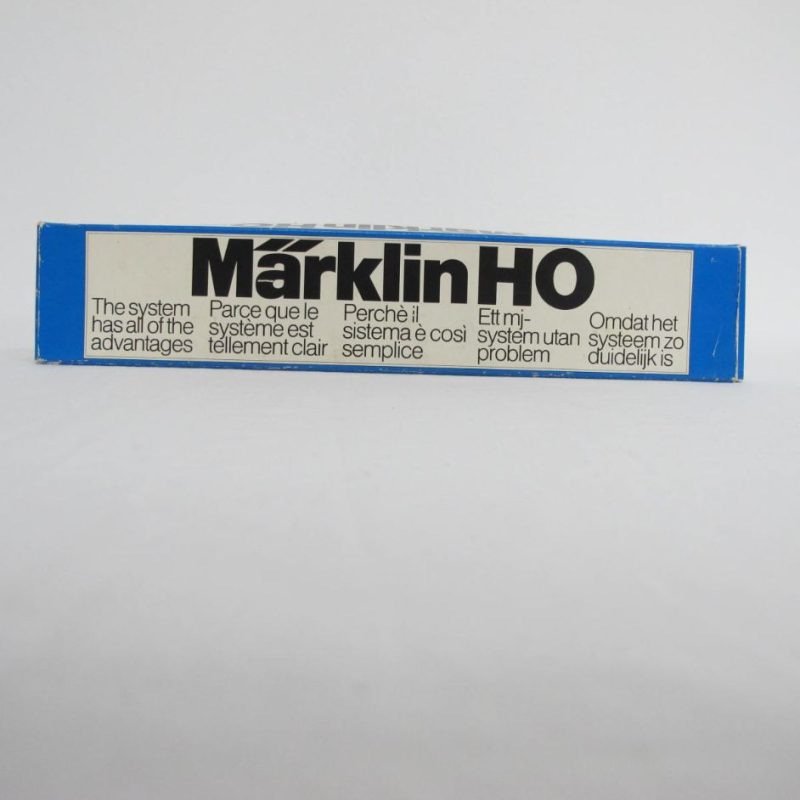 Märklin HO
The system
has all of the
advantages
Parçe que le
système est
tellement clair
Perchè il
sistema è così
semplice
Ett mj-
system utan
problem
Omdat het
systeem zo
duidelijk is